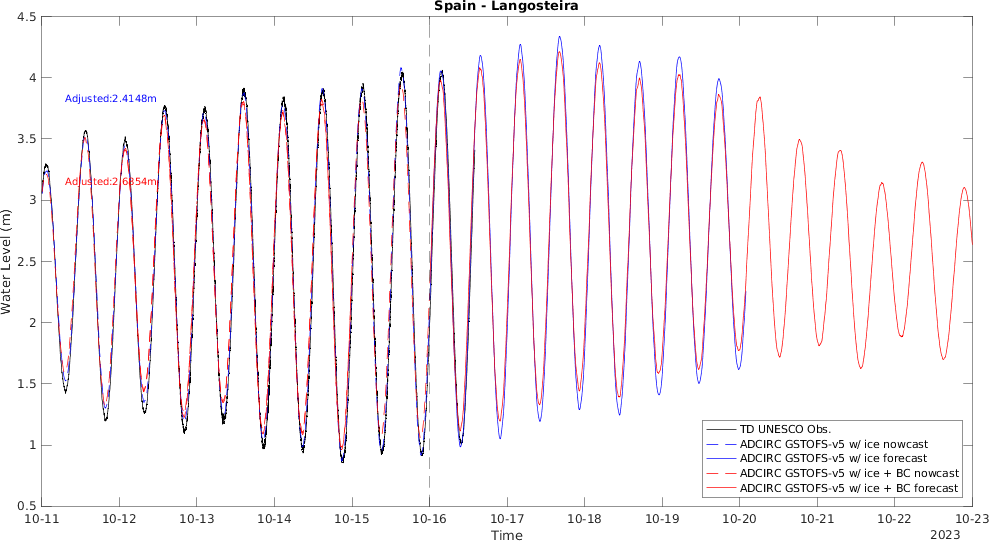 Spain - Langosteira
4.5
4
3.5
3
2.5
2
1.5
1
0.5
Water Level (m)
Adjusted:2.4148m
Adjusted:2.6854m
TD UNESCO Obs.
ADCIRC GSTOFS-v5 w/ ice nowcast
ADCIRC GSTOFS-v5 w/ ice forecast
ADCIRC GSTOFS-v5 w/ ice + BC nowcast
ADCIRC GSTOFS-v5 w/ ice + BC forecast
10-11 10-12 10-13 10-14 10-15 10-16 10-17 10-18 10-19 10-20 10-21 10-22 10-23
Time
2023